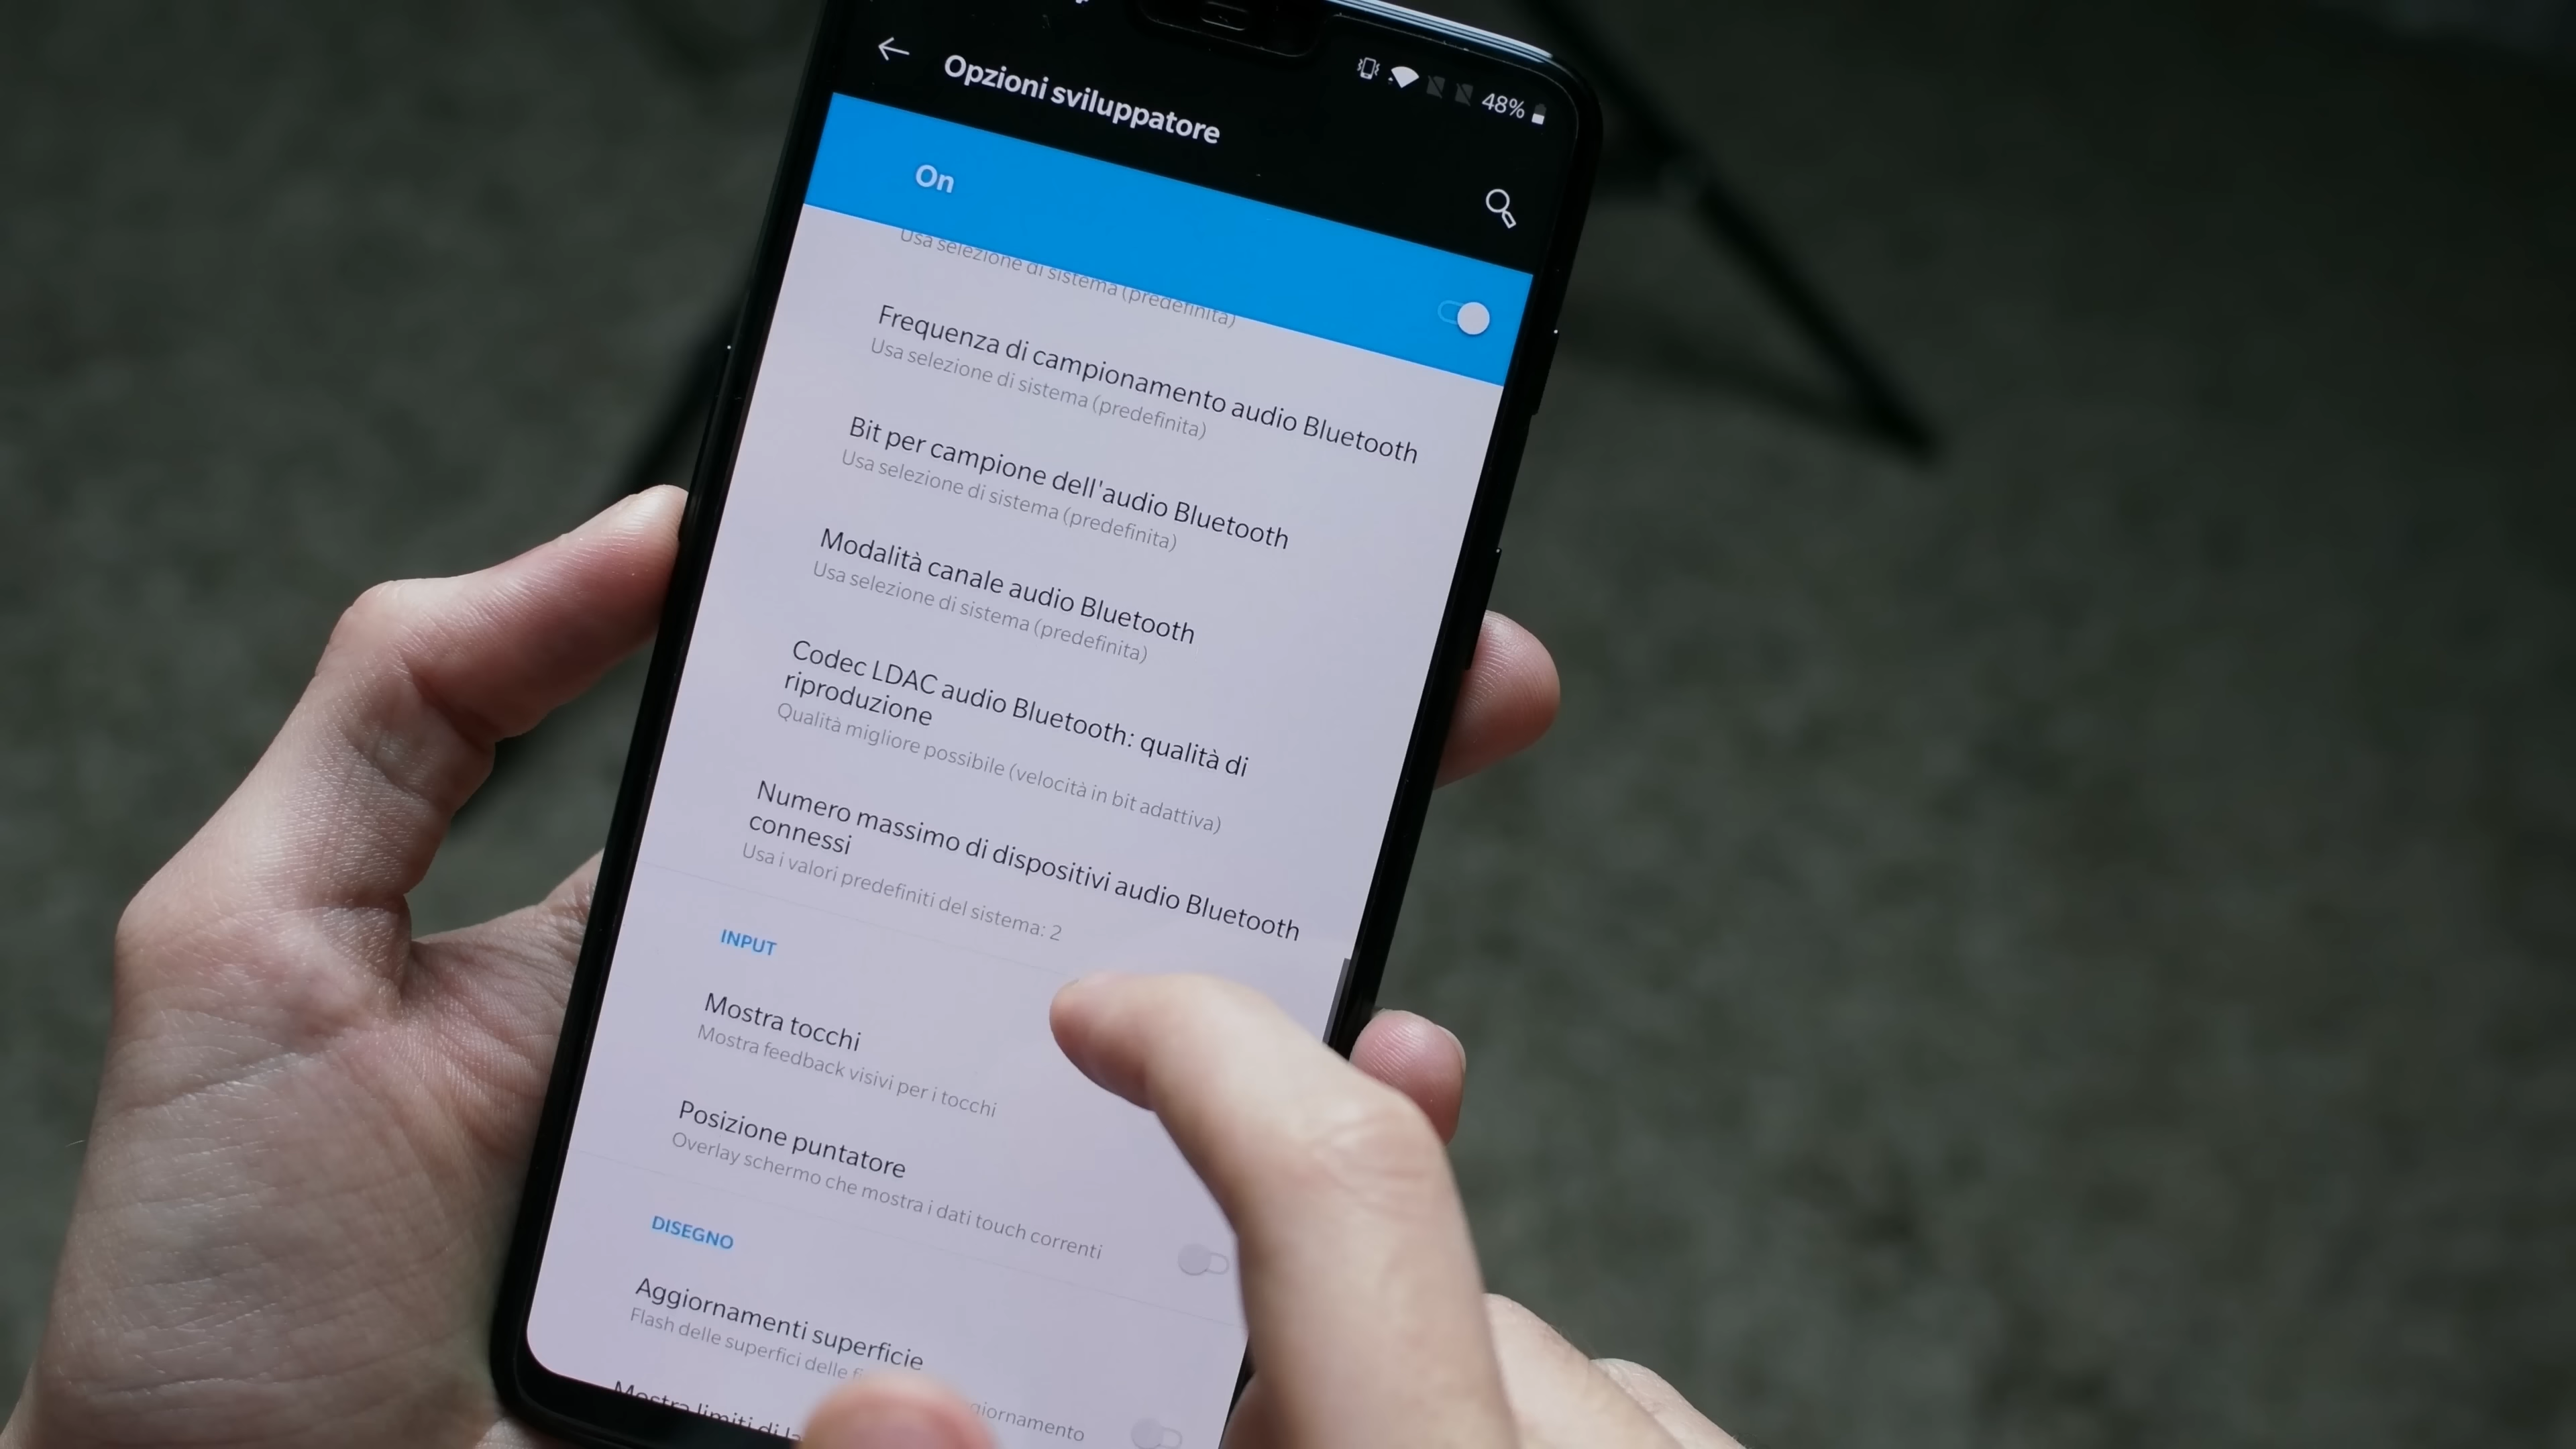 48%
Opzioni sviluppatore
On
Usa selezione di sistema (predefinita)
Frequenza di campionamento audio Bluetooth
Usa selezione di sistema (predefinita)
Bit per campione dell'audio Bluetooth
Usa selezione di sistema (predefinita)
Modalità canale audio Bluetooth
Usa selezione di sistema (predefinita)
Codec LDAC audio Bluetooth: qualità di
riproduzione
Qualità migliore possibile (velocità in bit adattiva)
Numero massimo di dispositivi audio Bluetooth
connessi
Usa i valori predefiniti del sistema: 2
INPUT
Mostra tocchi
Mostra feedback visivi per i tocchi
Posizione puntatore
Overlay schermo che mostra i dati touch correnti
DISEGNO
Aggiornamenti superficie
Flash delle superfici delle
Mostra limiti di